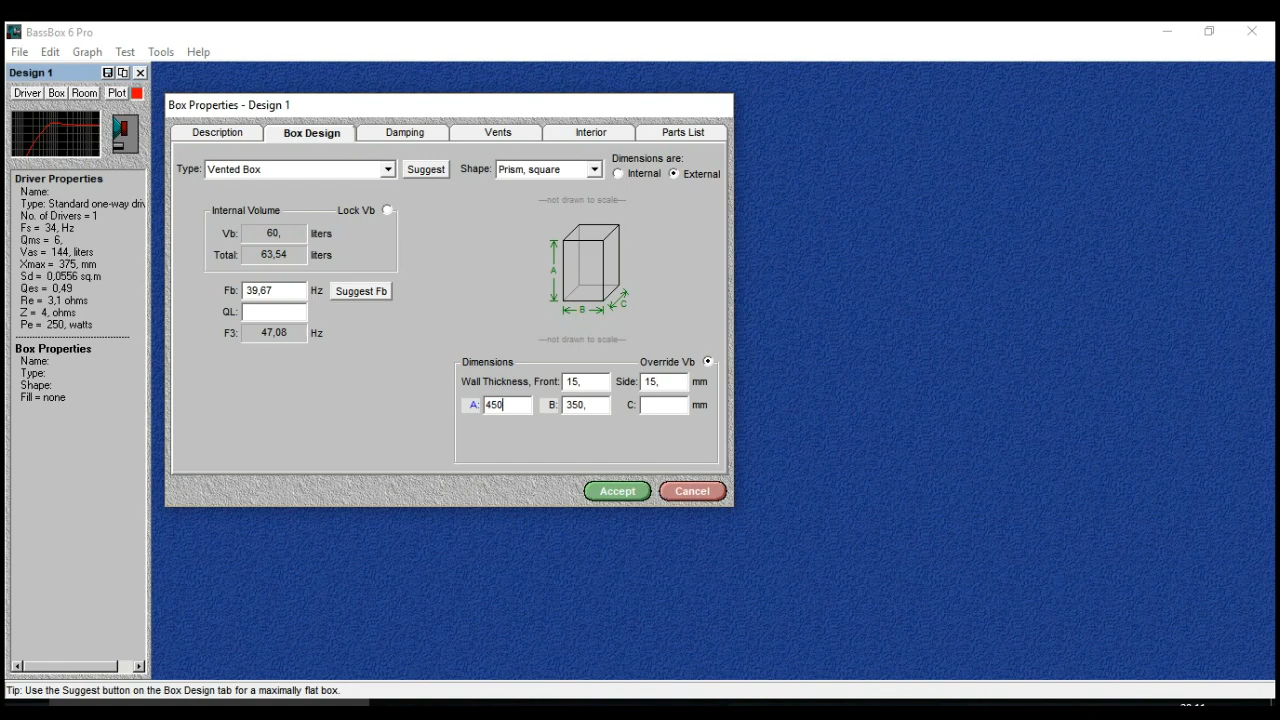 BassBox 6 Pro
File Edit Graph Test Tools Help
Design 1
Driver Box Room Plot
Driver Properties
Name:
Type: Standard one-way driv
No. of Drivers = 1
Fs = 34, Hz
Qms = 6,
Vas = 144, liters
Xmax = 375, mm
Sd = 0,0556 sq.m
Qes = 0,49
Re = 3,1 ohms
Z = 4, ohms
Pe = 250, watts
Box Properties
Name:
Type:
Shape:
Fill = none
Box Properties - Design 1
Description Box Design Damping Vents Interior Parts List
Type: Vented Box Suggest Shape: Prism, square
Dimensions are:
Internal External
Internal Volume Lock Vb
Vb: 60, liters
Total: 63,54 liters
Fb: 39,67 Hz Suggest Fb
QL:
F3: 47,08 Hz
—not drawn to scale—
A
B
C
—not drawn to scale—
Dimensions Override Vb
Wall Thickness, Front: 15, Side: 15, mm
A: 450 B: 350, C: mm
Accept Cancel
Tip: Use the Suggest button on the Box Design tab for a maximally flat box.